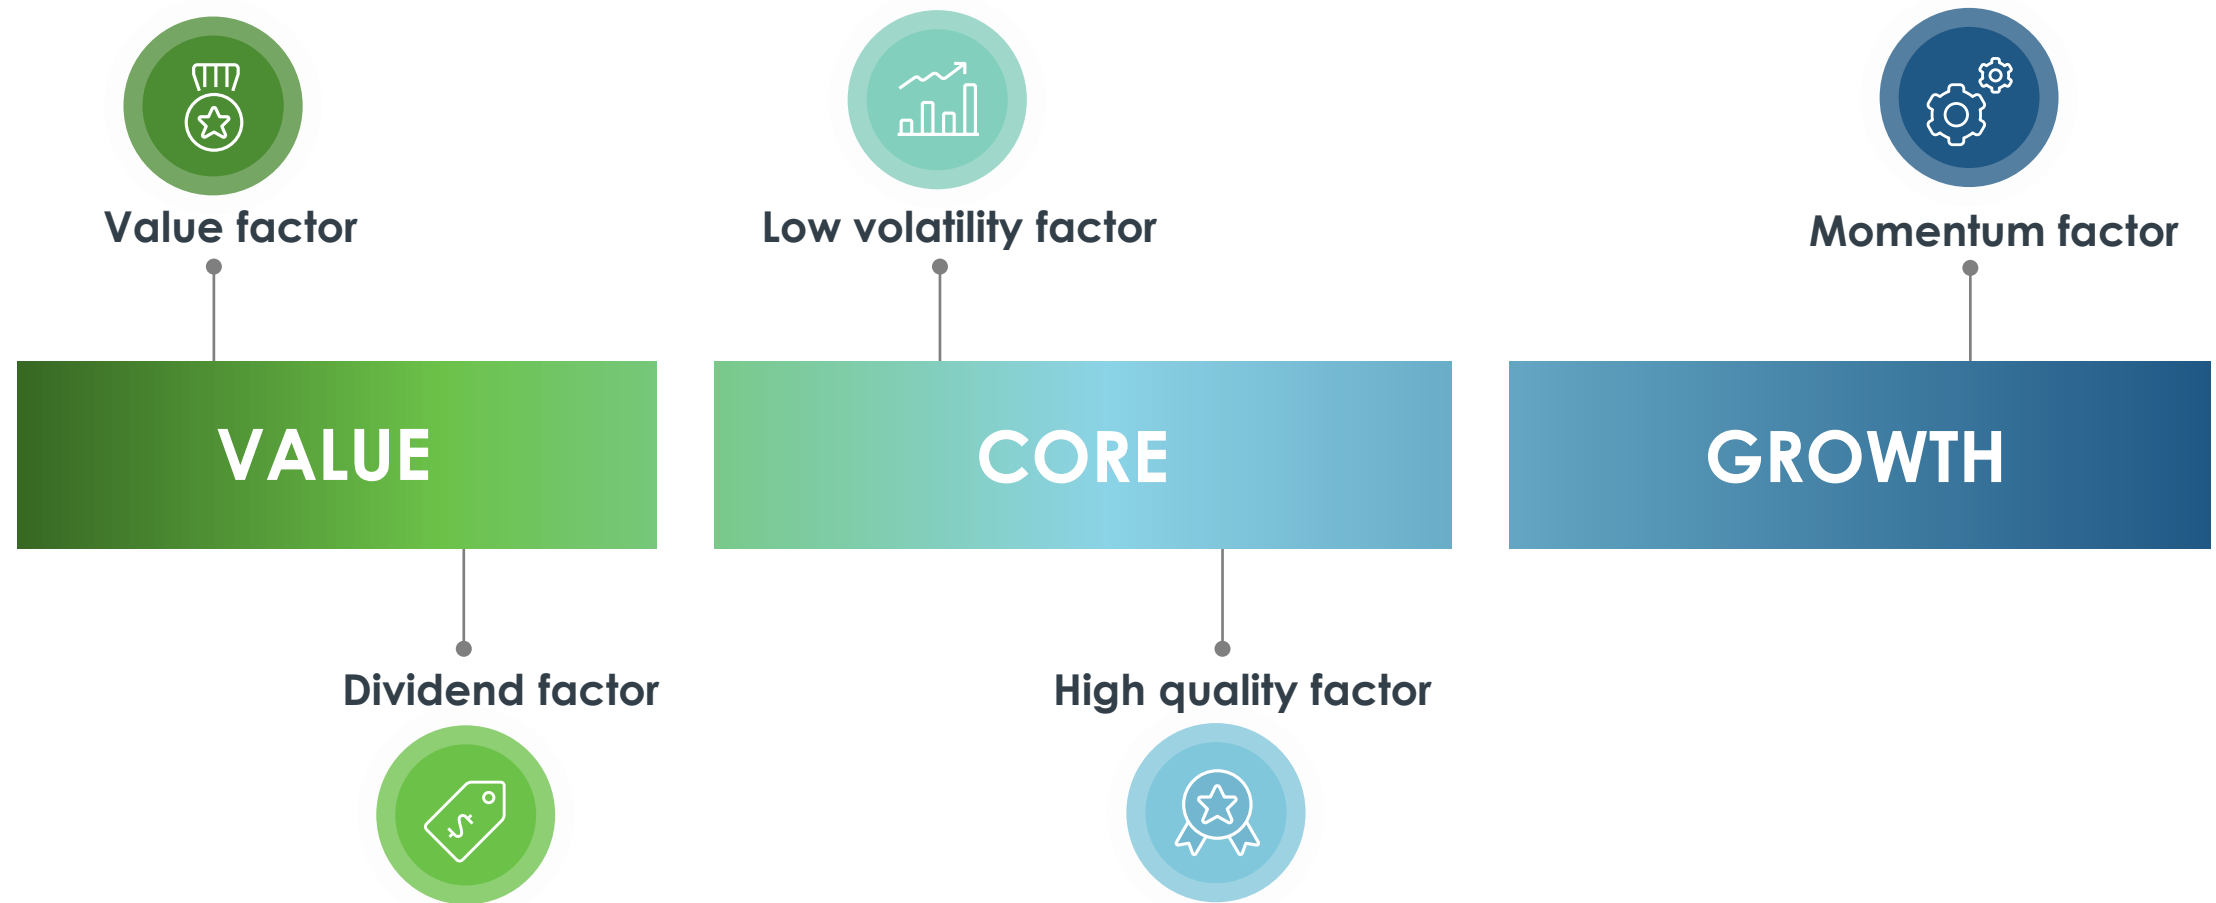 Value factor
Low volatility factor
Momentum factor
VALUE
CORE
GROWTH
Dividend factor
High quality factor
$